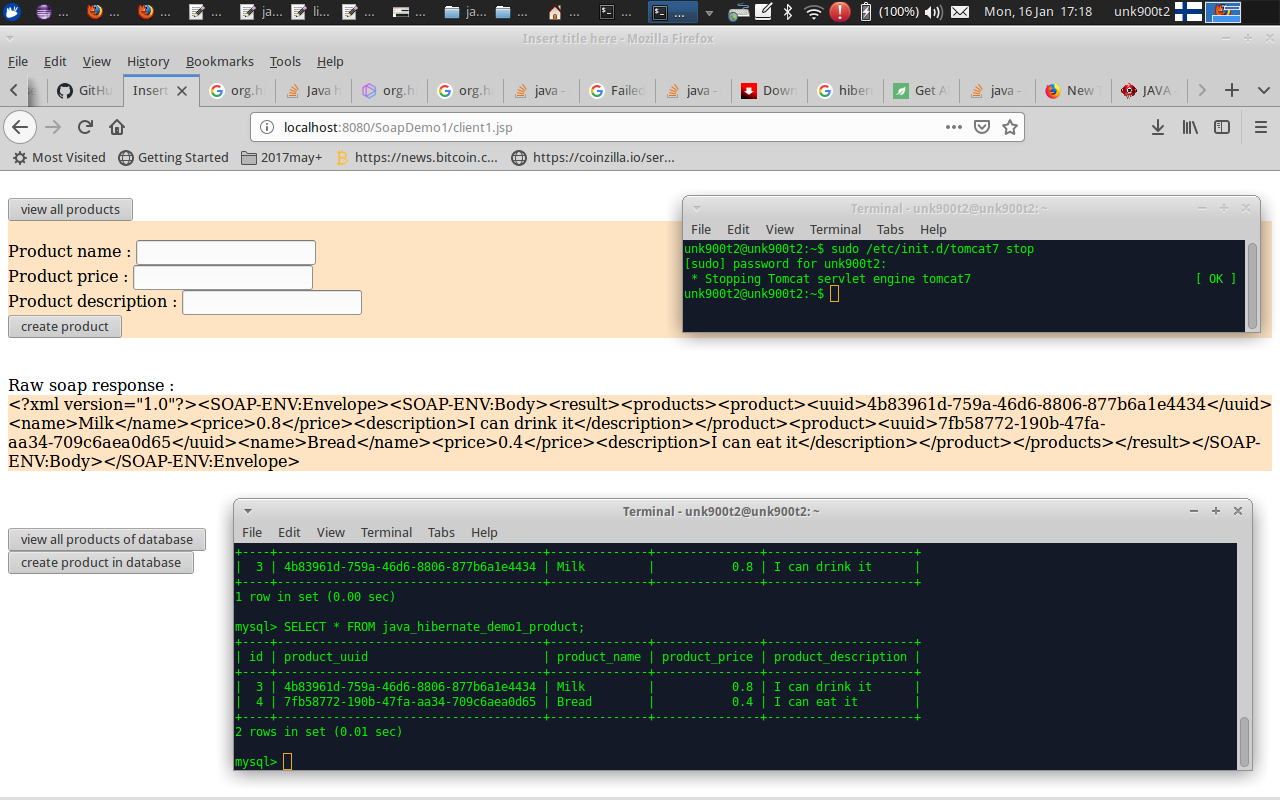 (100%) Mon, 16 Jan 17:18 unk900t2
Insert title here - Mozilla Firefox
File Edit View History Bookmarks Tools Help
GitHu Insert org.h Java h org.h org.h java - Failed java - Down hiber Get A java - New T JAVA
localhost:8080/SoapDemo1/client1.jsp
Most Visited Getting Started 2017may+ https://news.bitcoin.c... https://coinzilla.io/ser...
view all products
Product name :
Product price :
Product description :
create product
Terminal - unk900t2@unk900t2: ~
File Edit View Terminal Tabs Help
unk900t2@unk900t2:~$ sudo /etc/init.d/tomcat7 stop
[sudo] password for unk900t2:
 * Stopping Tomcat servlet engine tomcat7 [ OK ]
unk900t2@unk900t2:~$
Raw soap response :
<?xml version="1.0"?><SOAP-ENV:Envelope><SOAP-ENV:Body><result><products><product><uuid>4b83961d-759a-46d6-8806-877b6a1e4434</uuid>
<name>Milk</name><price>0.8</price><description>I can drink it</description></product><product><uuid>7fb58772-190b-47fa-
aa34-709c6aea0d65</uuid><name>Bread</name><price>0.4</price><description>I can eat it</description></product></products></result></SOAP-
ENV:Body></SOAP-ENV:Envelope>
view all products of database
create product in database
Terminal - unk900t2@unk900t2: ~
File Edit View Terminal Tabs Help
+----+--------------------------------------+--------------+---------------+---------------------+
|  3 | 4b83961d-759a-46d6-8806-877b6a1e4434 | Milk         |           0.8 | I can drink it      |
+----+--------------------------------------+--------------+---------------+---------------------+
1 row in set (0.00 sec)
mysql> SELECT * FROM java_hibernate_demo1_product;
+----+--------------------------------------+--------------+---------------+---------------------+
| id | product_uuid                         | product_name | product_price | product_description |
+----+--------------------------------------+--------------+---------------+---------------------+
|  3 | 4b83961d-759a-46d6-8806-877b6a1e4434 | Milk         |           0.8 | I can drink it      |
|  4 | 7fb58772-190b-47fa-aa34-709c6aea0d65 | Bread        |           0.4 | I can eat it        |
+----+--------------------------------------+--------------+---------------+---------------------+
2 rows in set (0.01 sec)
mysql>